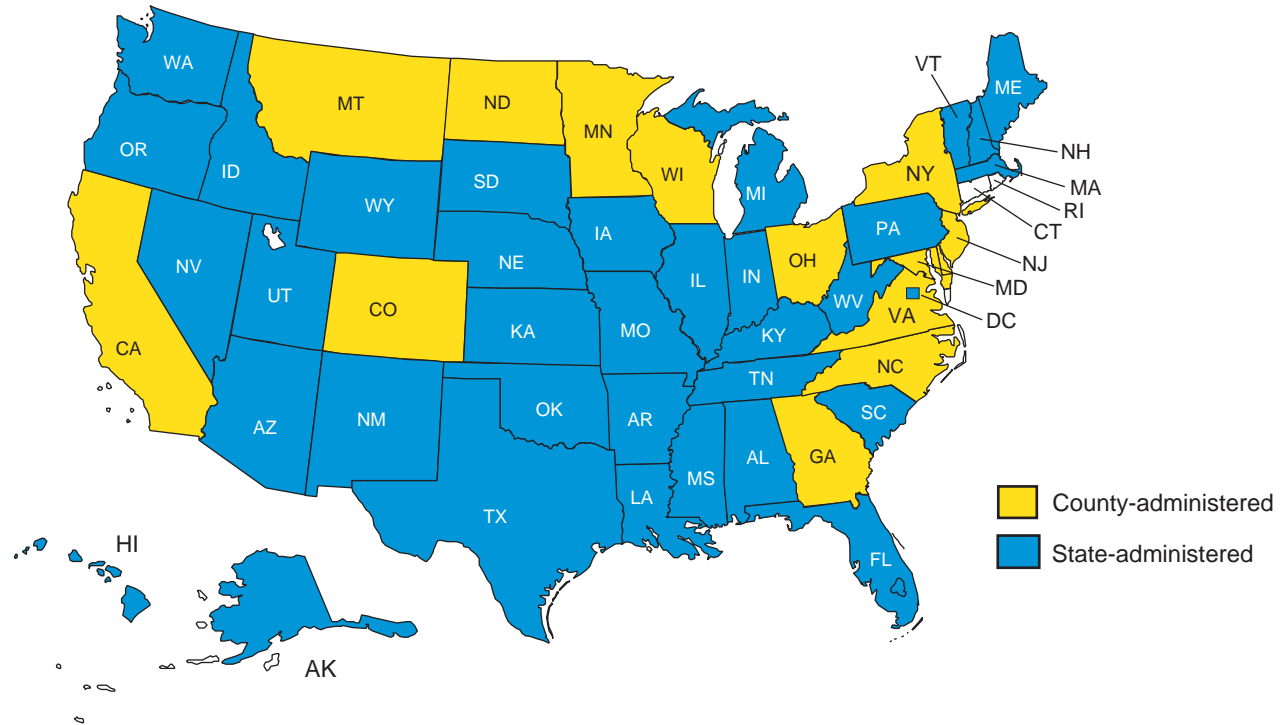 WA
MT
ND
MN
VT
ME
OR
ID
SD
WI
MI
NY
NH
MA
RI
CT
WY
IA
PA
NJ
NV
NE
IL
IN
OH
MD
UT
CO
KA
MO
WV
VA
DC
CA
KY
NC
AZ
NM
OK
AR
TN
SC
MS
AL
GA
LA
TX
FL
HI
AK
County-administered
State-administered